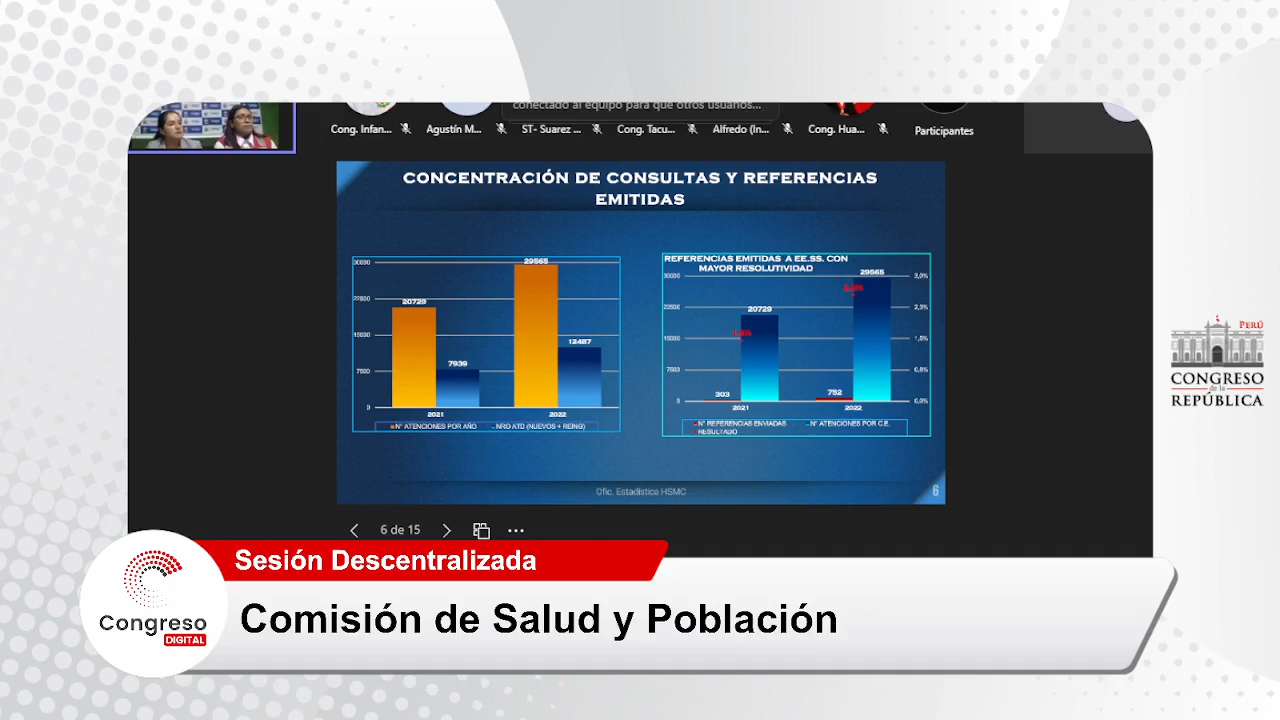 conectado al equipo para que otros usuarios...
Cong. Infan...
Agustín M...
ST- Suarez ...
Cong. Tacu...
Alfredo (In...
Cong. Hua...
Participantes
CONCENTRACIÓN DE CONSULTAS Y REFERENCIAS
EMITIDAS
30000
22500
15000
7500
0
20729
7939
29565
12487
2021
2022
N° ATENCIONES POR AÑO
NRO ATD (NUEVOS + REING)
REFERENCIAS EMITIDAS A EE.SS. CON
MAYOR RESOLUTIVIDAD
30000
22500
15000
7500
0
303
20729
752
29565
3,0%
2,3%
1,5%
0,8%
0,0%
2021
2022
N° REFERENCIAS ENVIADAS
N° ATENCIONES POR C.E.
RESULTADO
Ofic. Estadística HSMC
6
6 de 15
PERÚ
CONGRESO
de la
REPÚBLICA
Sesión Descentralizada
Comisión de Salud y Población
Congreso
DIGITAL